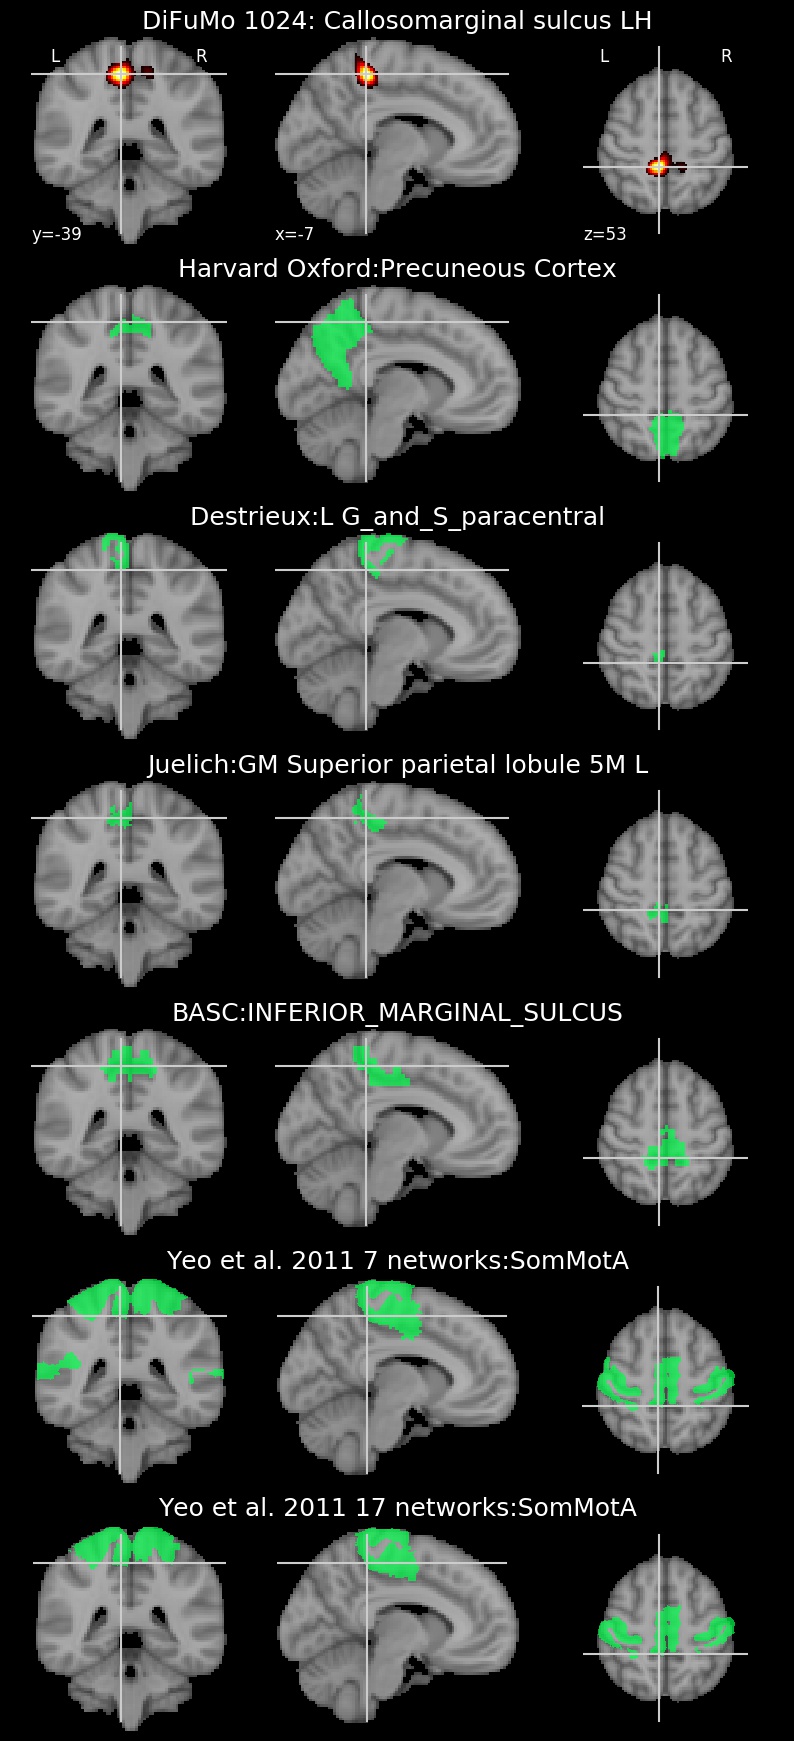 DiFuMo 1024: Callosomarginal sulcus LH
L R L R
y=-39 x=-7 z=53
Harvard Oxford:Precuneous Cortex
Destrieux:L G_and_S_paracentral
Juelich:GM Superior parietal lobule 5M L
BASC:INFERIOR_MARGINAL_SULCUS
Yeo et al. 2011 7 networks:SomMotA
Yeo et al. 2011 17 networks:SomMotA